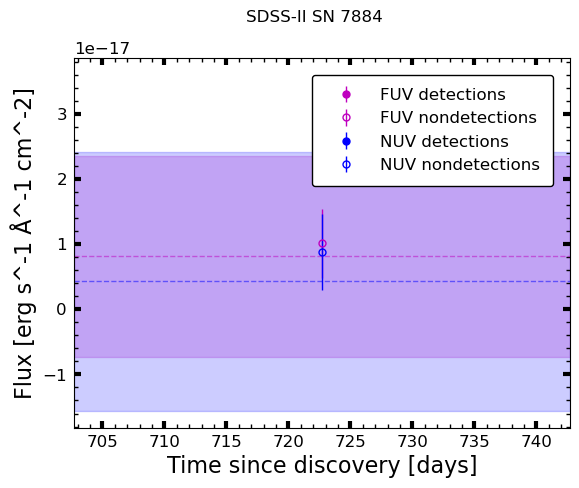 SDSS-II SN 7884
1e−17
FUV detections
FUV nondetections
NUV detections
NUV nondetections
3
2
1
0
−1
Flux [erg s^-1 Å^-1 cm^-2]
705 710 715 720 725 730 735 740
Time since discovery [days]